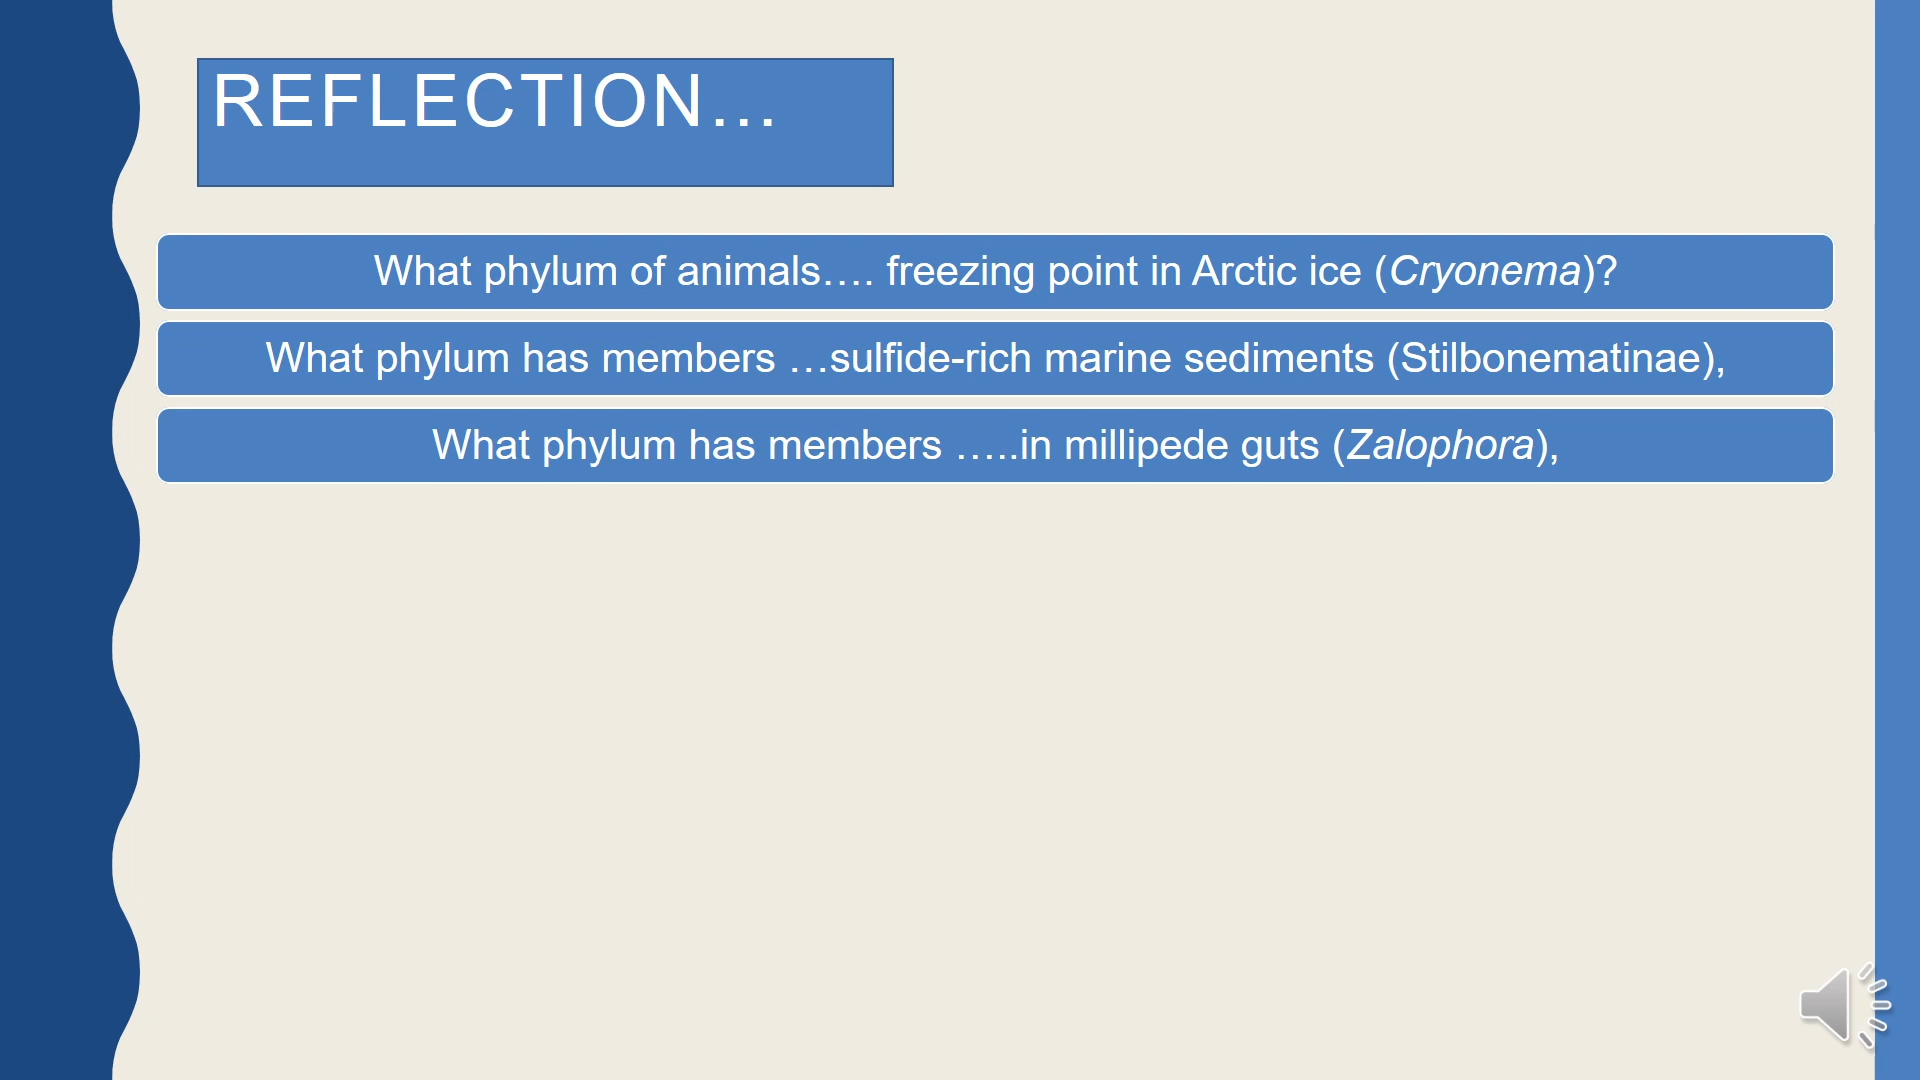 REFLECTION…
What phylum of animals…. freezing point in Arctic ice (Cryonema)?
What phylum has members …sulfide-rich marine sediments (Stilbonematinae),
What phylum has members …..in millipede guts (Zalophora),